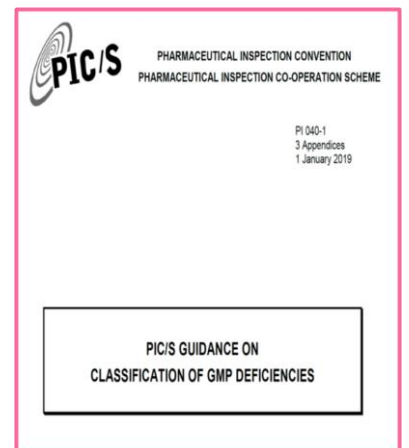 PIC/S
PHARMACEUTICAL INSPECTION CONVENTION
PHARMACEUTICAL INSPECTION CO-OPERATION SCHEME
PI 040-1
3 Appendices
1 January 2019
PIC/S GUIDANCE ON
CLASSIFICATION OF GMP DEFICIENCIES